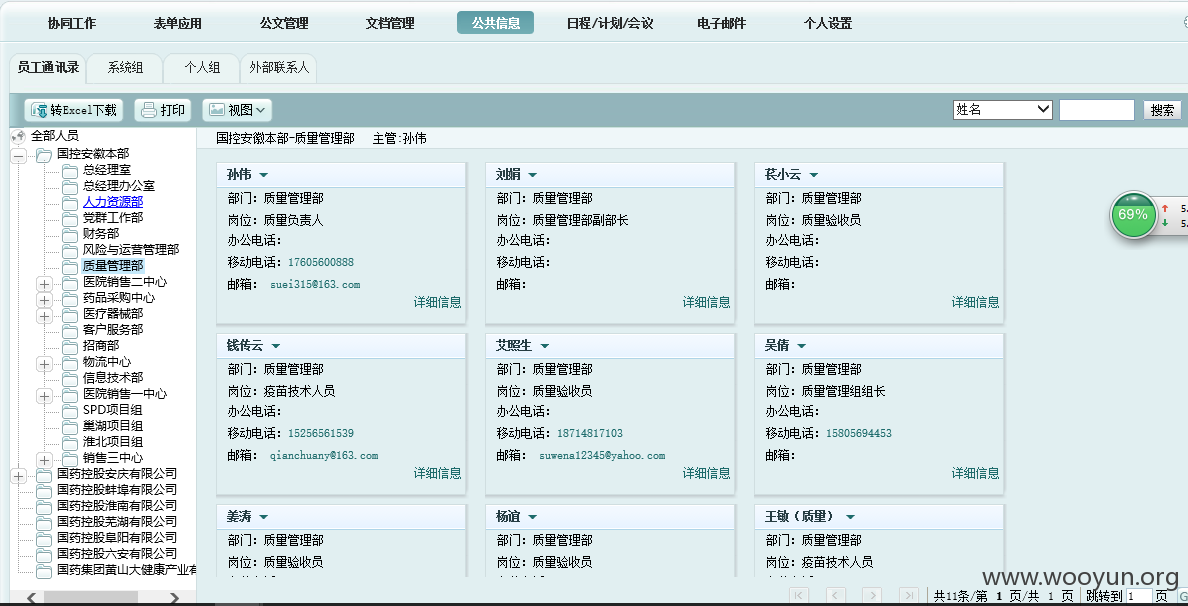 协同工作 表单应用 公文管理 文档管理 公共信息 日程/计划/会议 电子邮件 个人设置
员工通讯录 系统组 个人组 外部联系人
转Excel下载 打印 视图 姓名 搜索
全部人员
国控安徽本部
总经理室
总经理办公室
人力资源部
党群工作部
财务部
风险与运营管理部
质量管理部
医院销售二中心
药品采购中心
医疗器械部
客户服务部
招商部
物流中心
信息技术部
医院销售一中心
SPD项目组
巢湖项目组
淮北项目组
销售三中心
国药控股安庆有限公司
国药控股蚌埠有限公司
国药控股淮南有限公司
国药控股芜湖有限公司
国药控股阜阳有限公司
国药控股六安有限公司
国药集团黄山大健康产业有
国控安徽本部-质量管理部 主管:孙伟
孙伟
部门: 质量管理部
岗位: 质量负责人
办公电话:
移动电话: 17605600888
邮箱: suei315@163.com
详细信息
刘娟
部门: 质量管理部
岗位: 质量管理部副部长
办公电话:
移动电话:
邮箱:
详细信息
苌小云
部门: 质量管理部
岗位: 质量验收员
办公电话:
移动电话:
邮箱:
详细信息
钱传云
部门: 质量管理部
岗位: 疫苗技术人员
办公电话:
移动电话: 15256561539
邮箱: qianchuany@163.com
详细信息
艾照生
部门: 质量管理部
岗位: 质量验收员
办公电话:
移动电话: 18714817103
邮箱: suwena12345@yahoo.com
详细信息
吴倩
部门: 质量管理部
岗位: 质量管理组组长
办公电话:
移动电话: 15805694453
邮箱:
详细信息
姜涛
部门: 质量管理部
岗位: 质量验收员
杨谊
部门: 质量管理部
岗位: 质量验收员
王敏（质量）
部门: 质量管理部
岗位: 疫苗技术人员
69%
5.
5.
共11条/第 1 页/共 1 页 跳转到 1 页 G
www.wooyun.org